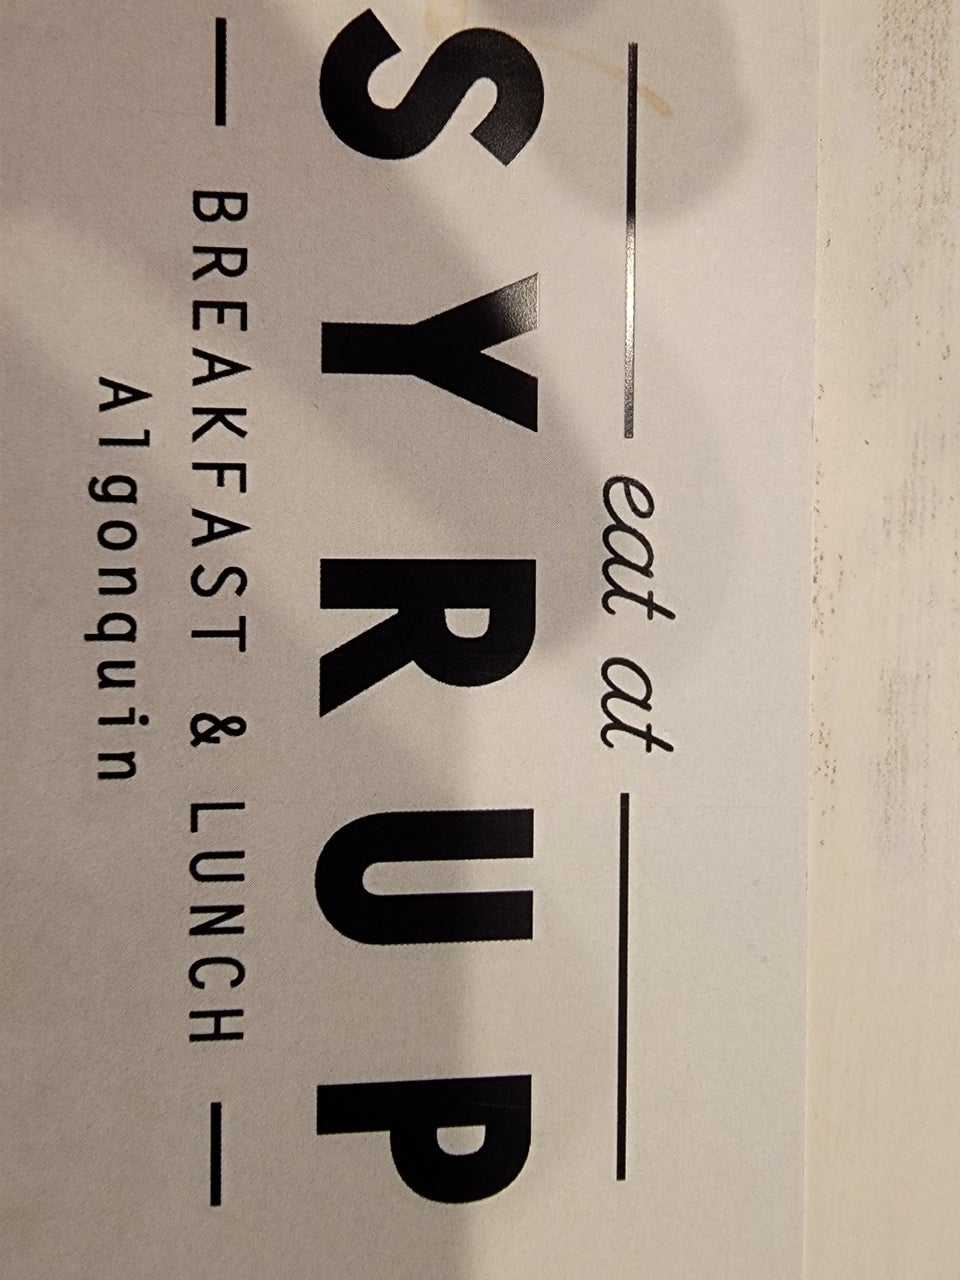 eat at
SYRUP
BREAKFAST & LUNCH
Algonquin